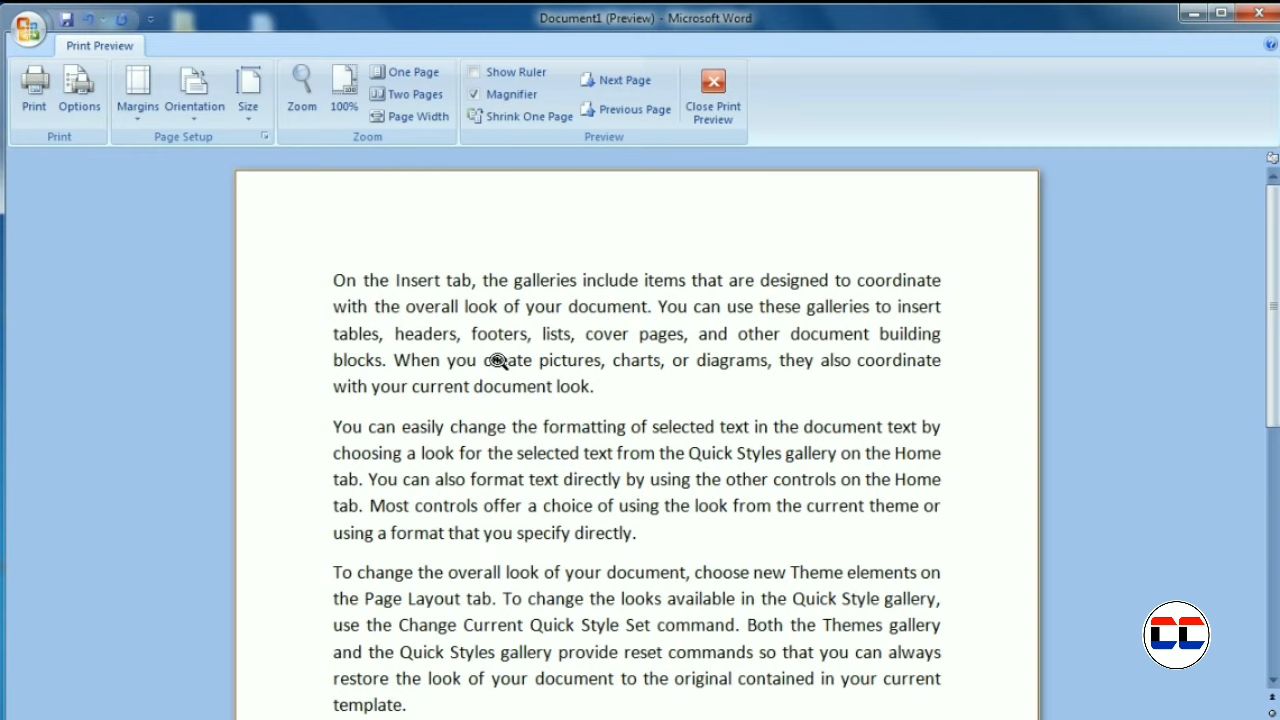 Document1 (Preview) - Microsoft Word
Print Preview
Print
Options
Margins
Orientation
Size
Zoom
100%
One Page
Two Pages
Page Width
Show Ruler
Magnifier
Shrink One Page
Next Page
Previous Page
Close Print
Preview
Print
Page Setup
Zoom
Preview
On the Insert tab, the galleries include items that are designed to coordinate
with the overall look of your document. You can use these galleries to insert
tables, headers, footers, lists, cover pages, and other document building
blocks. When you create pictures, charts, or diagrams, they also coordinate
with your current document look.
You can easily change the formatting of selected text in the document text by
choosing a look for the selected text from the Quick Styles gallery on the Home
tab. You can also format text directly by using the other controls on the Home
tab. Most controls offer a choice of using the look from the current theme or
using a format that you specify directly.
To change the overall look of your document, choose new Theme elements on
the Page Layout tab. To change the looks available in the Quick Style gallery,
use the Change Current Quick Style Set command. Both the Themes gallery
and the Quick Styles gallery provide reset commands so that you can always
restore the look of your document to the original contained in your current
template.
CC